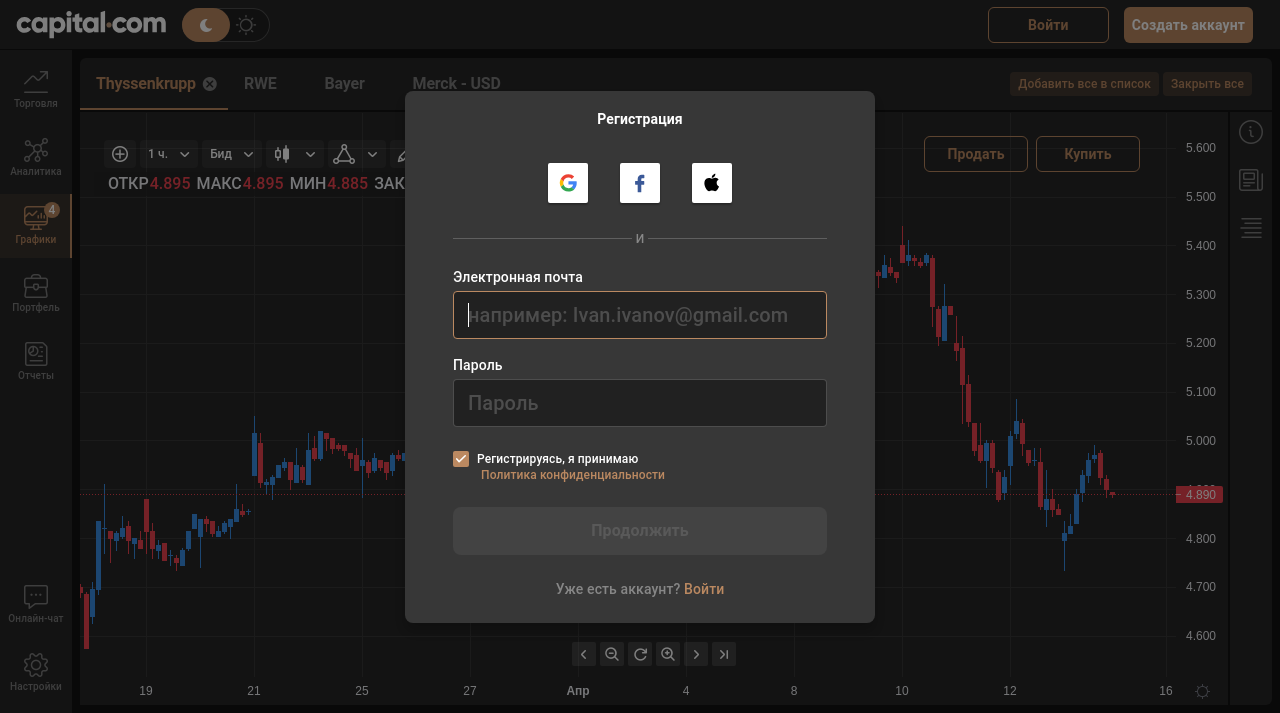 capital.com
Войти
Создать аккаунт
Thyssenkrupp
RWE
Bayer
Merck - USD
Добавить все в список
Закрыть все
Торговля
Аналитика
4
Графики
Портфель
Отчеты
Онлайн-чат
Настройки
1 ч.
Бид
Продать
Купить
ОТКР4.895 МАКС4.895 МИН4.885 ЗАК
Регистрация
И
Электронная почта
например: Ivan.ivanov@gmail.com
Пароль
Пароль
Регистрируясь, я принимаю
Политика конфиденциальности
Продолжить
Уже есть аккаунт? Войти
5.600
5.500
5.400
5.300
5.200
5.100
5.000
4.890
4.800
4.700
4.600
19
21
25
27
Апр
4
8
10
12
16